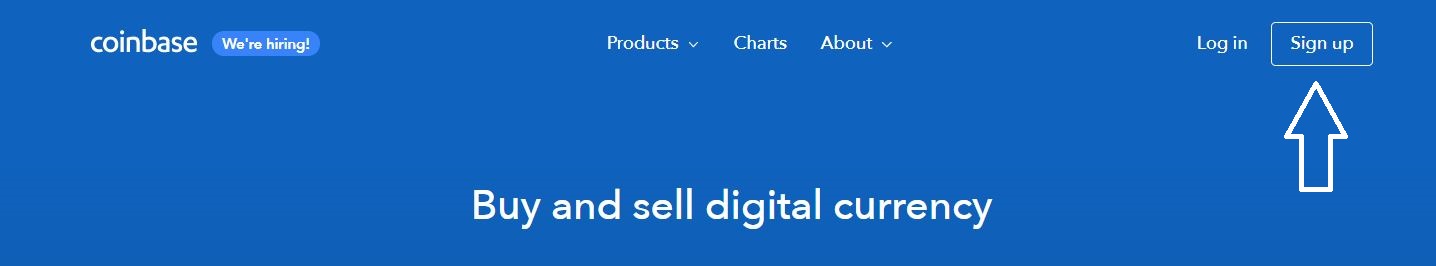 coinbase We're hiring! Products Charts About Log in Sign up
Buy and sell digital currency